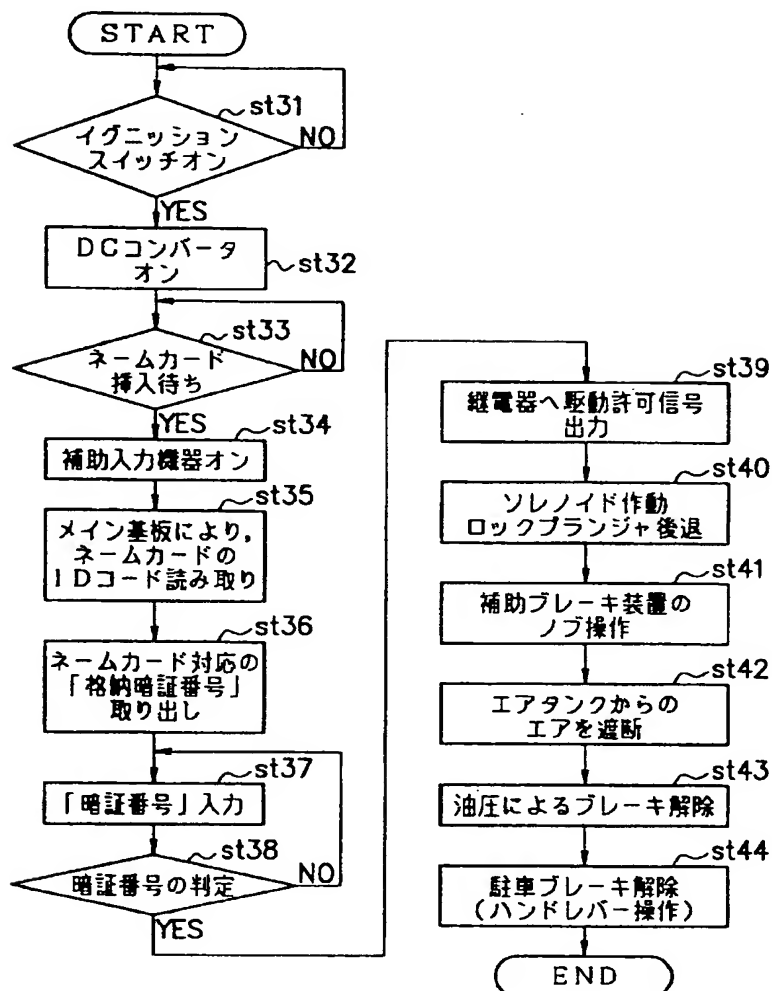 START
st31
イグニッション
スイッチオン
NO
YES
DCコンバータ
オン
st32
st33
ネームカード
挿入待ち
NO
YES
st34
補助入力機器オン
st35
メイン基板により,
ネームカードの
IDコード読み取り
st36
ネームカード対応の
「格納暗証番号」
取り出し
st37
「暗証番号」入力
st38
暗証番号の判定
NO
YES
st39
継電器へ駆動許可信号
出力
st40
ソレノイド作動
ロックプランジャ後退
st41
補助ブレーキ装置の
ノブ操作
st42
エアタンクからの
エアを遮断
st43
油圧によるブレーキ解除
st44
駐車ブレーキ解除
(ハンドレバー操作)
END